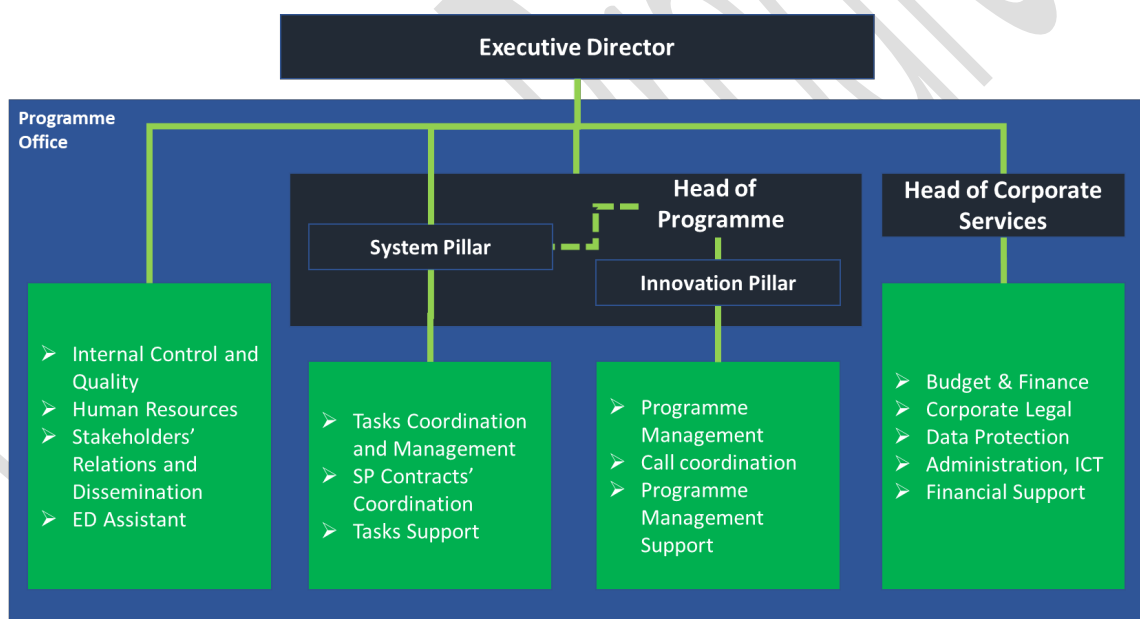 Executive Director
Programme
Office
Head of
Programme
Head of Corporate
Services
System Pillar
Innovation Pillar
➢ Internal Control and
Quality
➢ Human Resources
➢ Stakeholders’
Relations and
Dissemination
➢ ED Assistant
➢ Tasks Coordination
and Management
➢ SP Contracts’
Coordination
➢ Tasks Support
➢ Programme
Management
➢ Call coordination
➢ Programme
Management
Support
➢ Budget & Finance
➢ Corporate Legal
➢ Data Protection
➢ Administration, ICT
➢ Financial Support